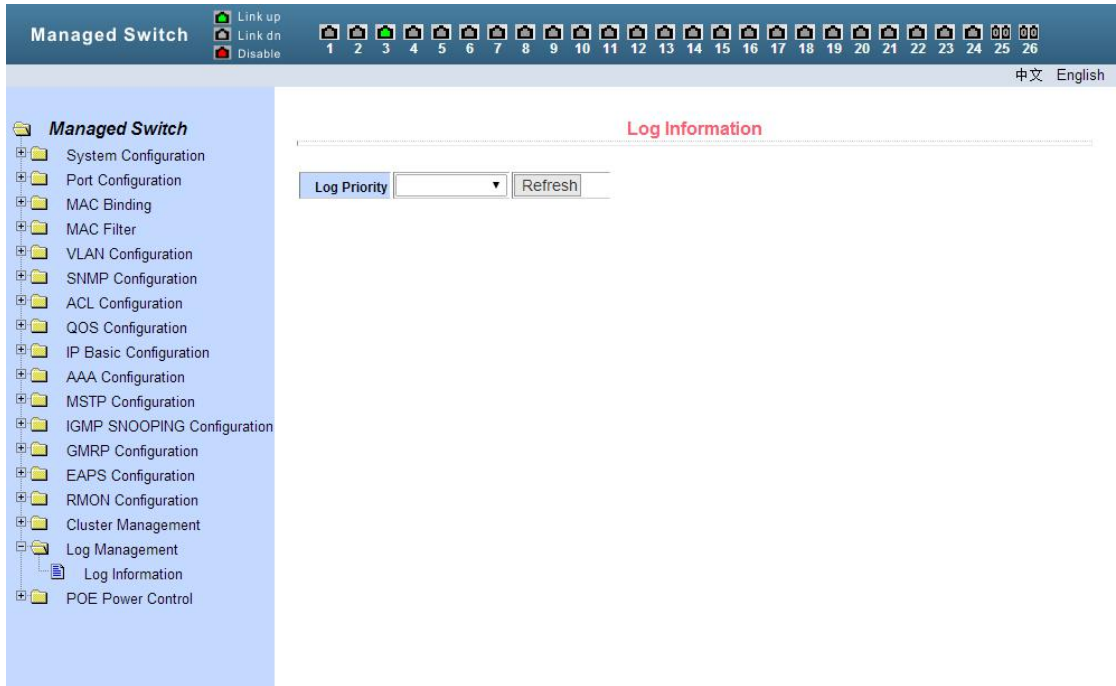 Managed Switch
Link up
Link dn
Disable
1 2 3 4 5 6 7 8 9 10 11 12 13 14 15 16 17 18 19 20 21 22 23 24 25 26
中文 English
Managed Switch
System Configuration
Port Configuration
MAC Binding
MAC Filter
VLAN Configuration
SNMP Configuration
ACL Configuration
QOS Configuration
IP Basic Configuration
AAA Configuration
MSTP Configuration
IGMP SNOOPING Configuration
GMRP Configuration
EAPS Configuration
RMON Configuration
Cluster Management
Log Management
Log Information
POE Power Control
Log Information
Log Priority Refresh